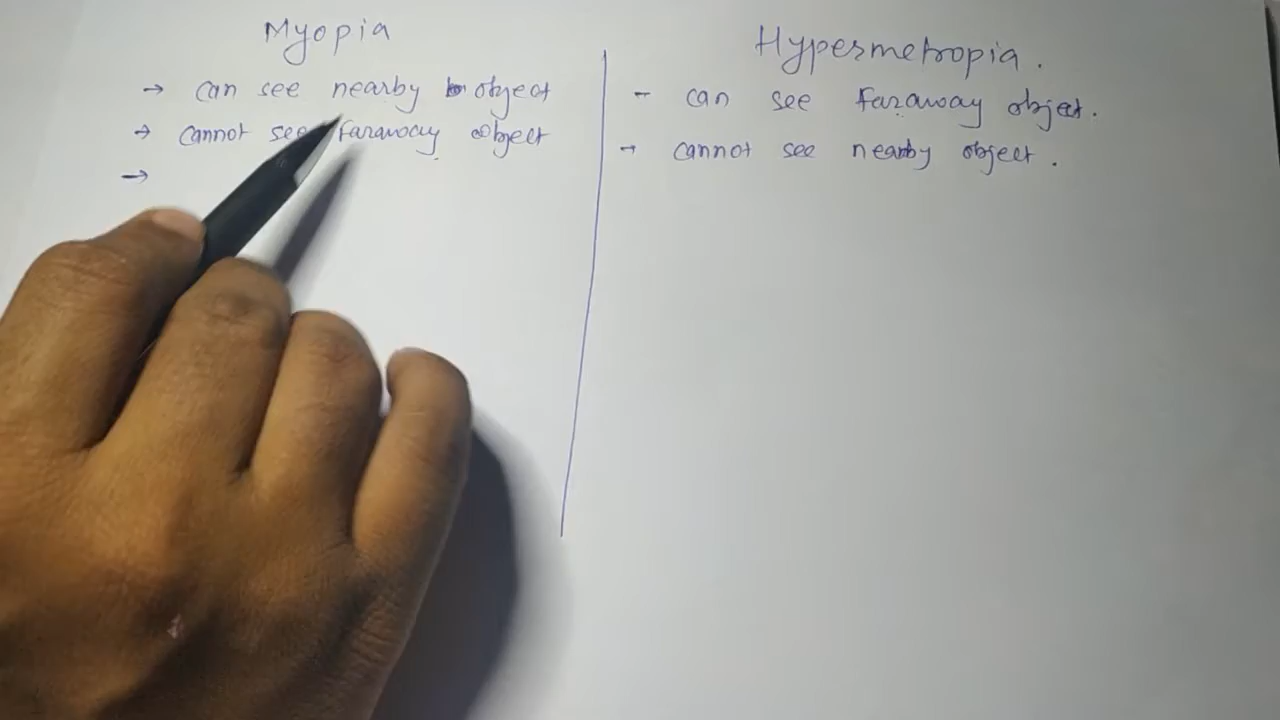 Myopia
→ can see nearby object
→ cannot see faraway object
→
Hypermetropia.
- can see Faraway object.
→ cannot see nearby object.